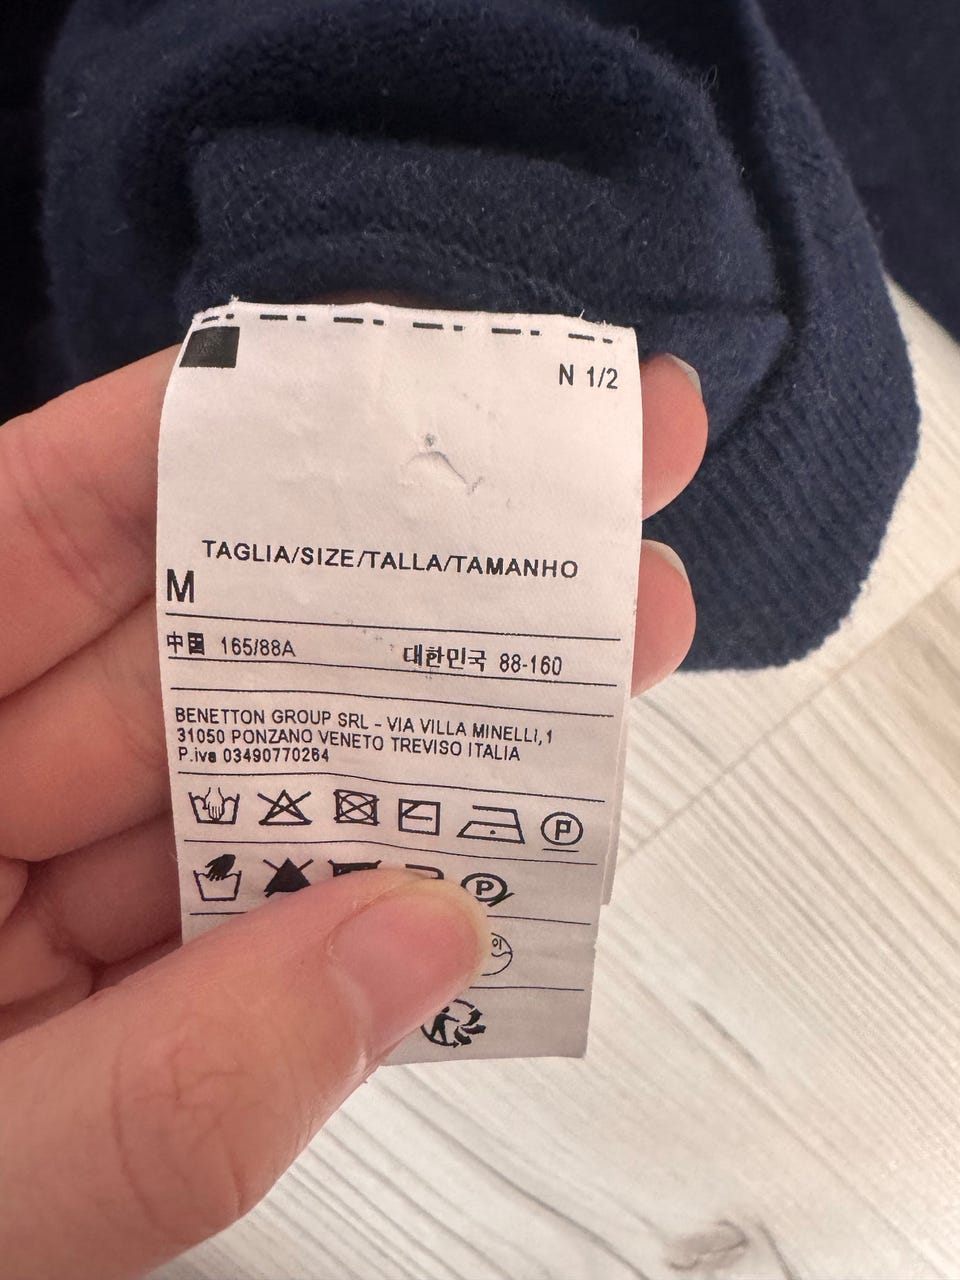 N 1/2
TAGLIA/SIZE/TALLA/TAMANHO
M
中国 165/88A 대한민국 88-160
BENETTON GROUP SRL - VIA VILLA MINELLI,1
31050 PONZANO VENETO TREVISO ITALIA
P.iva 03490770264
P
P